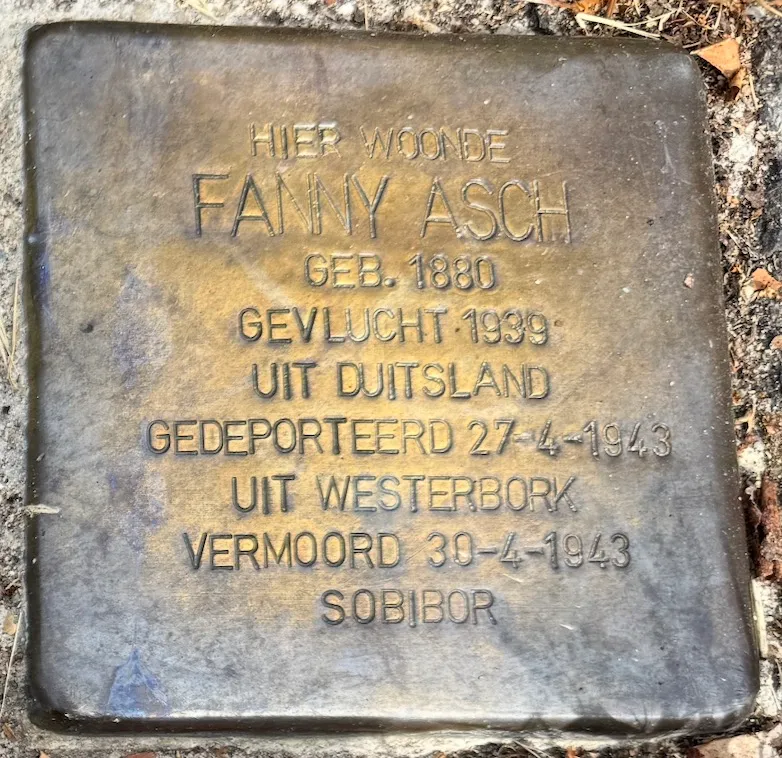 HIER WOONDE
FANNY ASCH
GEB. 1880
GEVLUCHT 1939
UIT DUITSLAND
GEDEPORTEERD 27-4-1943
UIT WESTERBORK
VERMOORD 30-4-1943
SOBIBOR